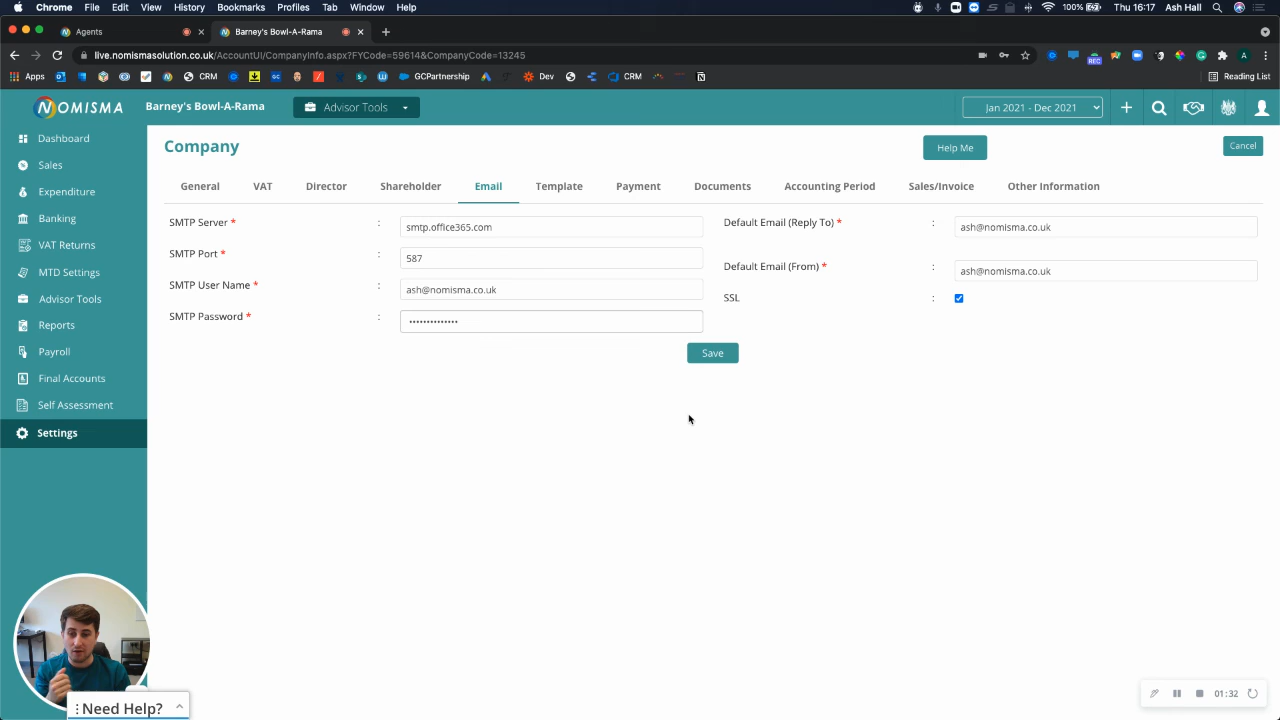 Chrome File Edit View History Bookmarks Profiles Tab Window Help 100% Thu 16:17 Ash Hall
Agents Barney's Bowl-A-Rama
live.nomismasolution.co.uk/AccountUI/CompanyInfo.aspx?FYCode=59614&CompanyCode=13245 REC A
Apps CRM GCPartnership Dev CRM Reading List
NOMISMA Barney's Bowl-A-Rama Advisor Tools Jan 2021 - Dec 2021
Dashboard
Sales
Expenditure
Banking
VAT Returns
MTD Settings
Advisor Tools
Reports
Payroll
Final Accounts
Self Assessment
Settings
Company Help Me Cancel
General VAT Director Shareholder Email Template Payment Documents Accounting Period Sales/Invoice Other Information
SMTP Server * : smtp.office365.com
SMTP Port * : 587
SMTP User Name * : ash@nomisma.co.uk
SMTP Password * : ••••••••••••••
Default Email (Reply To) * : ash@nomisma.co.uk
Default Email (From) * : ash@nomisma.co.uk
SSL :
Save
Need Help?
01:32